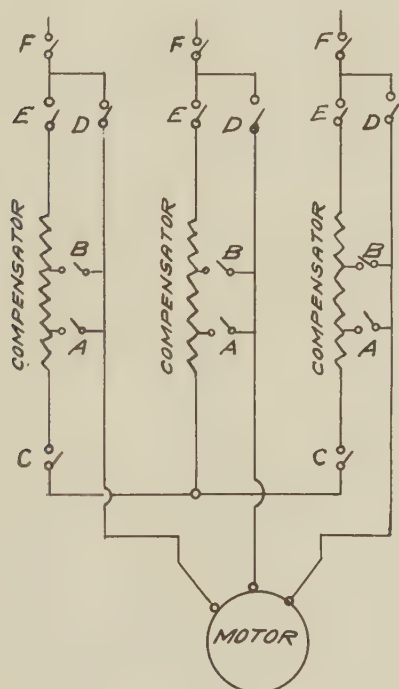 F F F
E D E D E D
COMPENSATOR COMPENSATOR COMPENSATOR
B B B
A A A
C C
MOTOR